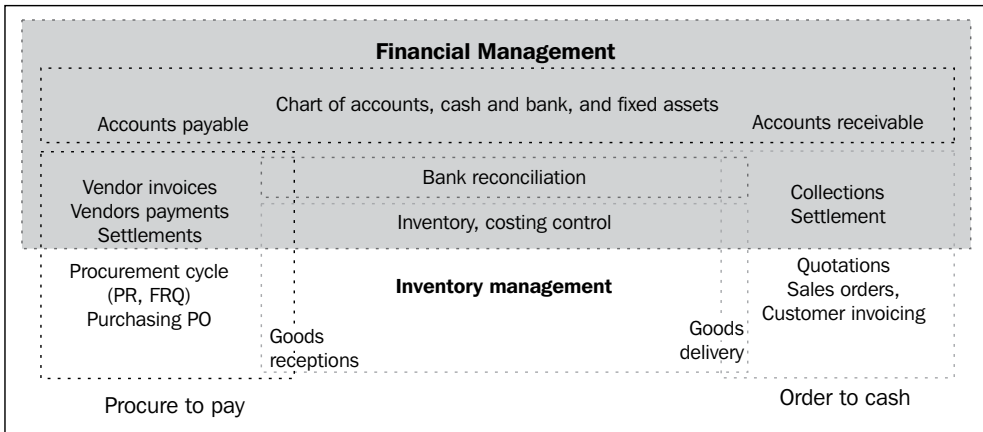 Financial Management
Chart of accounts, cash and bank, and fixed assets
Accounts payable
Accounts receivable
Vendor invoices
Vendors payments
Settlements
Bank reconciliation
Inventory, costing control
Collections
Settlement
Procurement cycle
(PR, FRQ)
Purchasing PO
Inventory management
Quotations
Sales orders,
Customer invoicing
Goods
receptions
Goods
delivery
Procure to pay
Order to cash